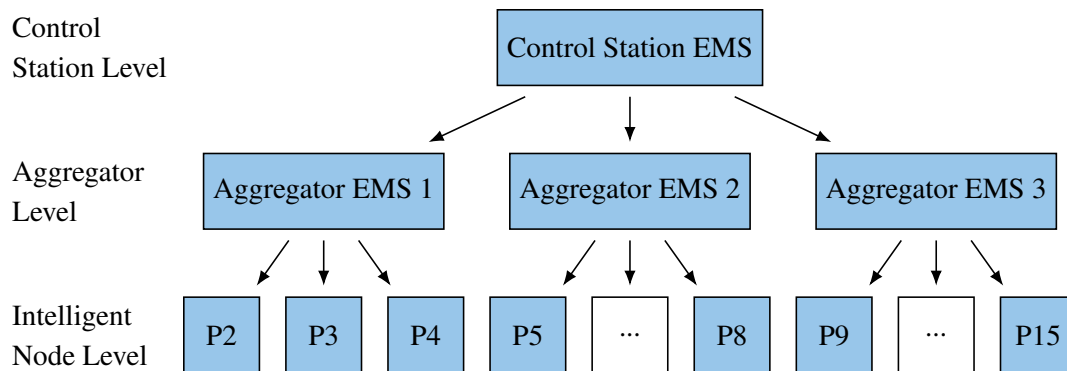 Control
Station Level
Control Station EMS
Aggregator
Level
Aggregator EMS 1
Aggregator EMS 2
Aggregator EMS 3
Intelligent
Node Level
P2
P3
P4
P5
...
P8
P9
...
P15